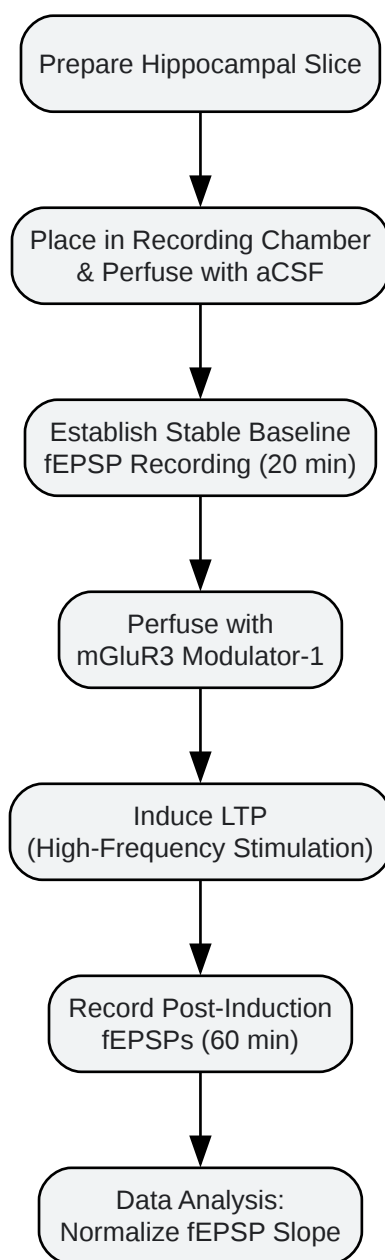 Prepare Hippocampal Slice
Place in Recording Chamber
& Perfuse with aCSF
Establish Stable Baseline
fEPSP Recording (20 min)
Perfuse with
mGluR3 Modulator-1
Induce LTP
(High-Frequency Stimulation)
Record Post-Induction
fEPSPs (60 min)
Data Analysis:
Normalize fEPSP Slope